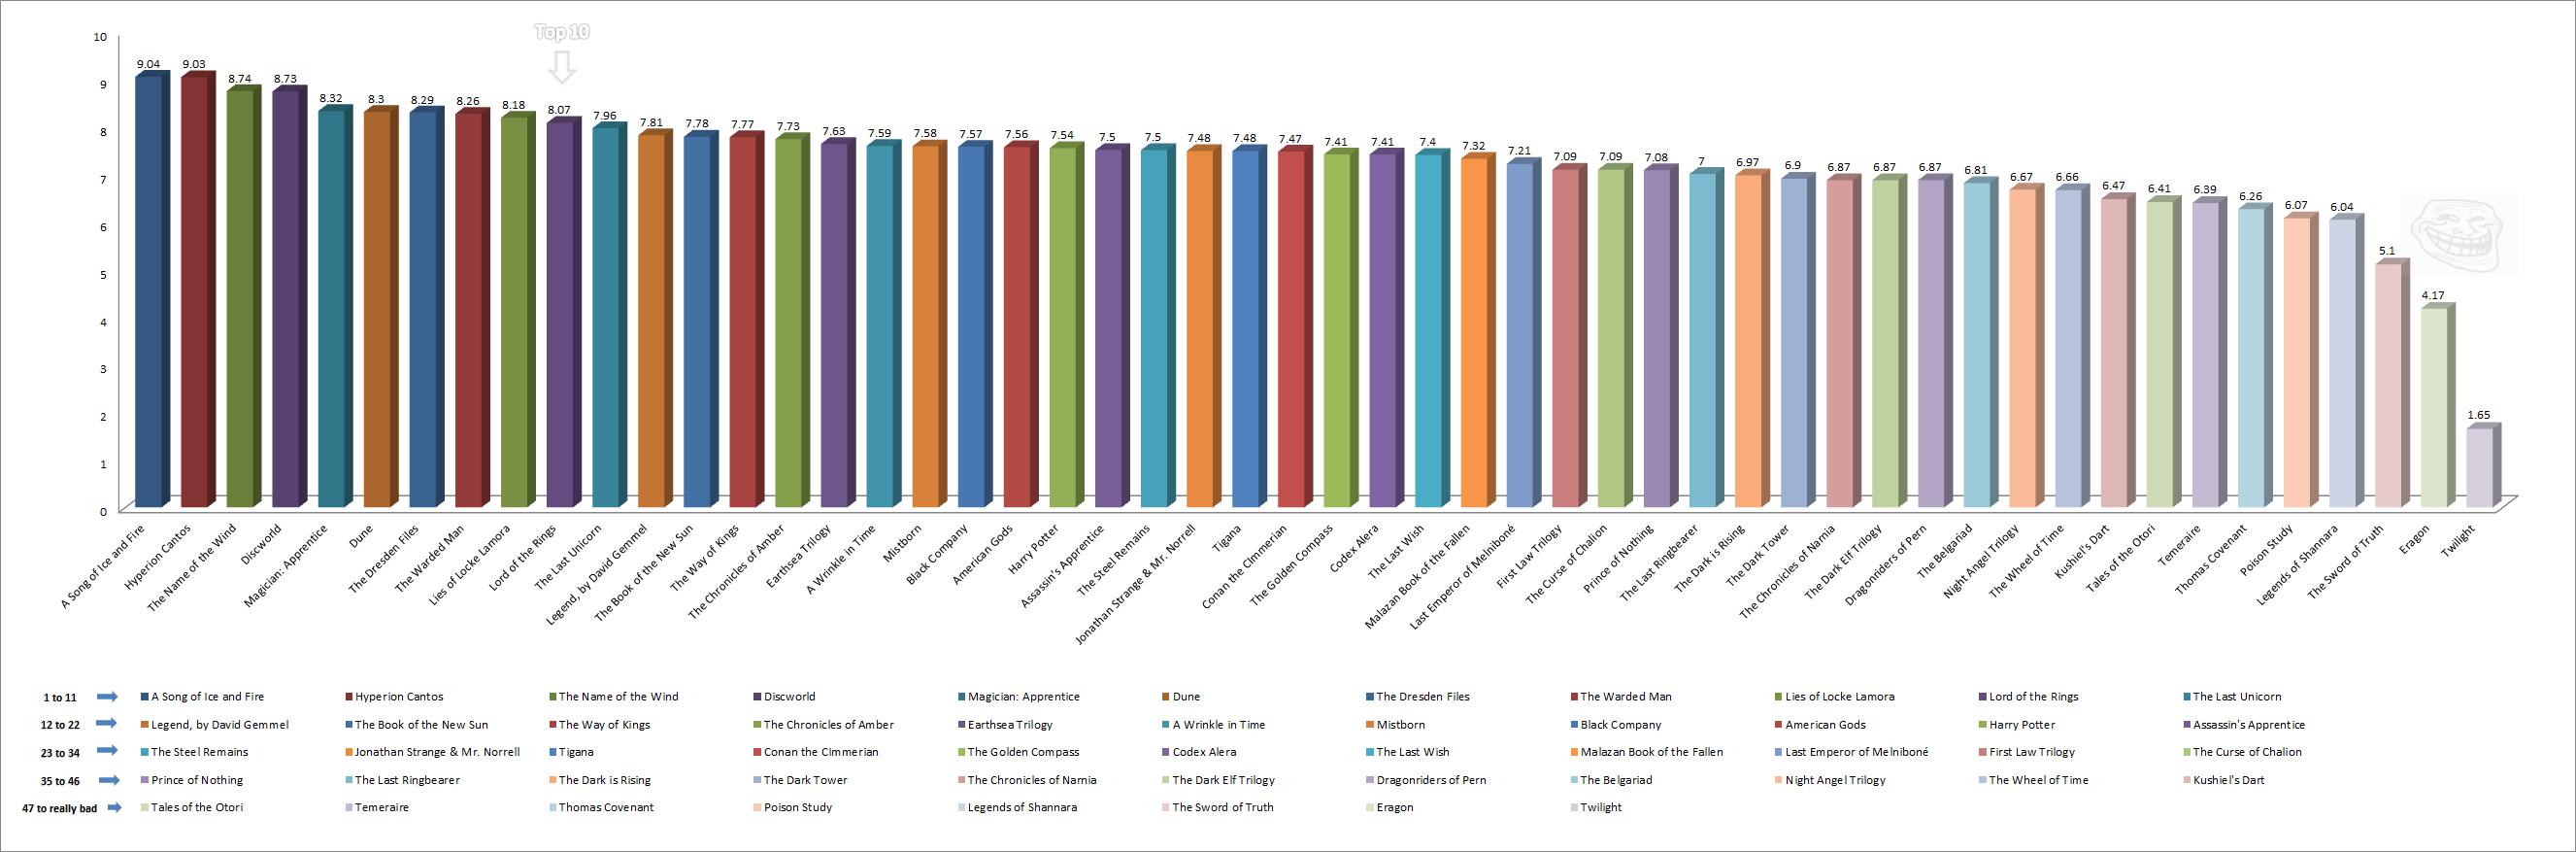 Top 10
10
9
8
7
6
5
4
3
2
1
0
9.04 9.03 8.74 8.73 8.32 8.3 8.29 8.26 8.18 8.07 7.96 7.81 7.78 7.77 7.73 7.63 7.59 7.58 7.57 7.56 7.54 7.5 7.5 7.48 7.48 7.47 7.41 7.41 7.4 7.32 7.21 7.09 7.09 7.08 7 6.97 6.9 6.87 6.87 6.87 6.81 6.67 6.66 6.47 6.41 6.39 6.26 6.07 6.04 5.1 4.17 1.65
A Song of Ice and Fire
Hyperion Cantos
The Name of the Wind
Discworld
Magician: Apprentice
Dune
The Dresden Files
The Warded Man
Lies of Locke Lamora
Lord of the Rings
The Last Unicorn
Legend, by David Gemmel
The Book of the New Sun
The Way of Kings
The Chronicles of Amber
Earthsea Trilogy
A Wrinkle in Time
Mistborn
Black Company
American Gods
Harry Potter
Assassin's Apprentice
The Steel Remains
Jonathan Strange & Mr. Norrell
Tigana
Conan the CImmerian
The Golden Compass
Codex Alera
The Last Wish
Malazan Book of the Fallen
Last Emperor of Melniboné
First Law Trilogy
The Curse of Chalion
Prince of Nothing
The Last Ringbearer
The Dark is Rising
The Dark Tower
The Chronicles of Narnia
The Dark Elf Trilogy
Dragonriders of Pern
The Belgariad
Night Angel Trilogy
The Wheel of Time
Kushiel's Dart
Tales of the Otori
Temeraire
Thomas Covenant
Poison Study
Legends of Shannara
The Sword of Truth
Eragon
Twilight
1 to 11 A Song of Ice and Fire Hyperion Cantos The Name of the Wind Discworld Magician: Apprentice Dune The Dresden Files The Warded Man Lies of Locke Lamora Lord of the Rings The Last Unicorn
12 to 22 Legend, by David Gemmel The Book of the New Sun The Way of Kings The Chronicles of Amber Earthsea Trilogy A Wrinkle in Time Mistborn Black Company American Gods Harry Potter Assassin's Apprentice
23 to 34 The Steel Remains Jonathan Strange & Mr. Norrell Tigana Conan the CImmerian The Golden Compass Codex Alera The Last Wish Malazan Book of the Fallen Last Emperor of Melniboné First Law Trilogy The Curse of Chalion
35 to 46 Prince of Nothing The Last Ringbearer The Dark is Rising The Dark Tower The Chronicles of Narnia The Dark Elf Trilogy Dragonriders of Pern The Belgariad Night Angel Trilogy The Wheel of Time Kushiel's Dart
47 to really bad Tales of the Otori Temeraire Thomas Covenant Poison Study Legends of Shannara The Sword of Truth Eragon Twilight